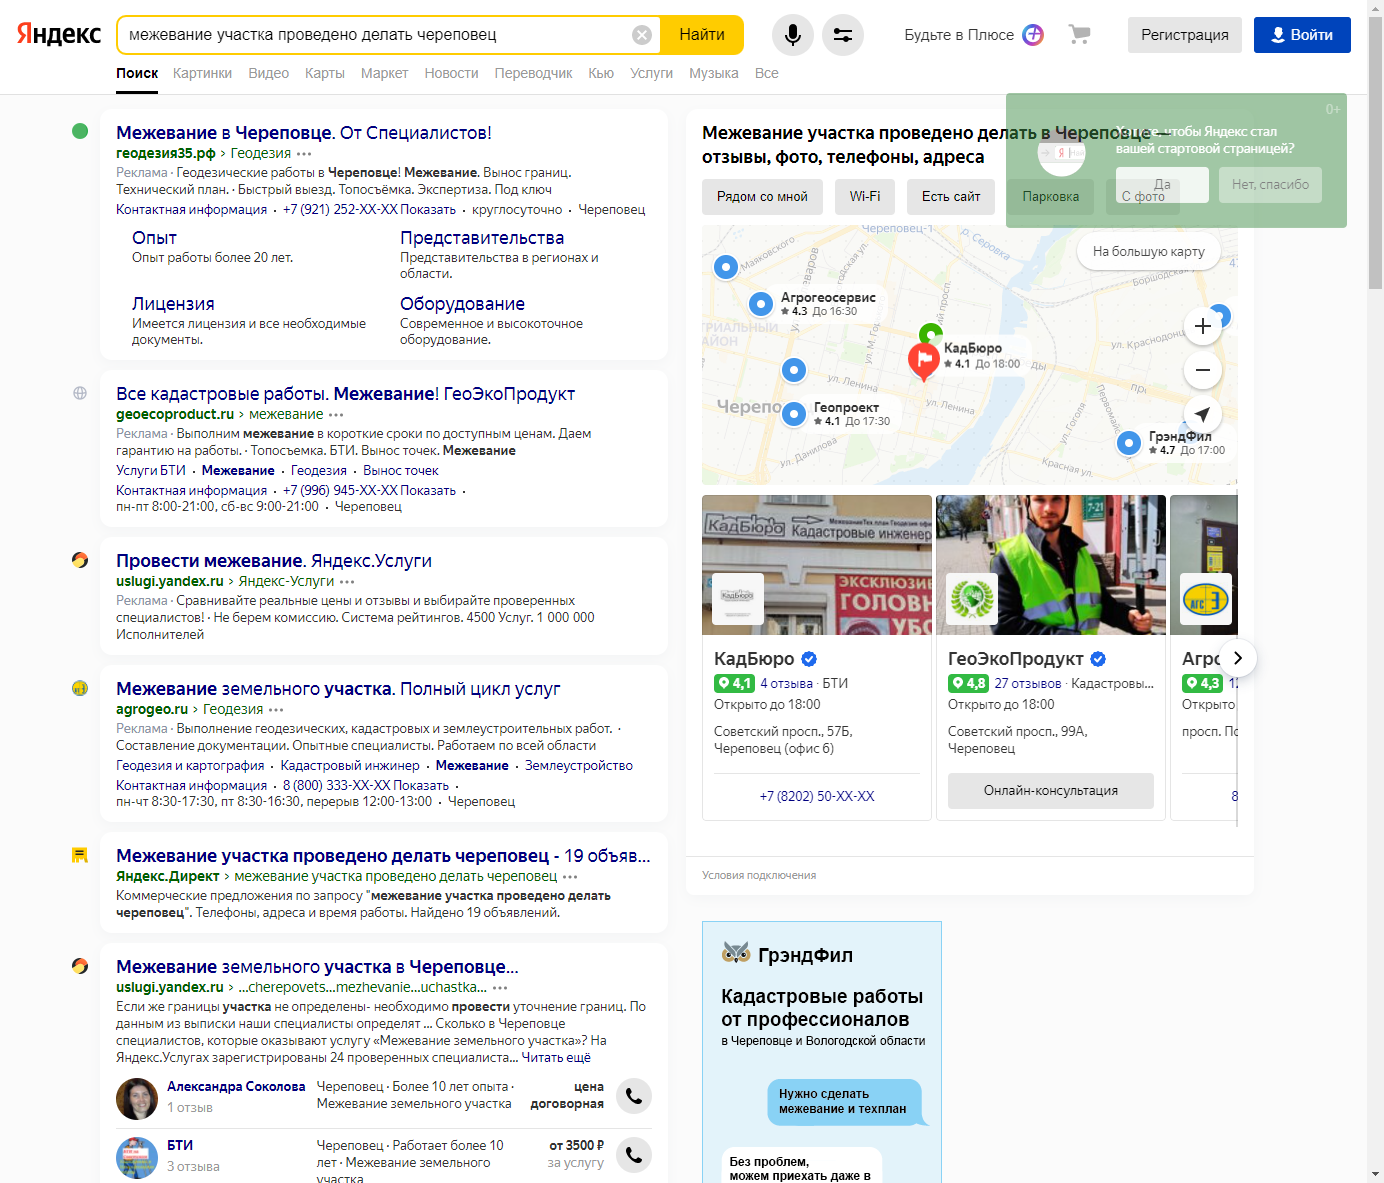 Яндекс
межевание участка проведено делать череповец
Найти
Будьте в Плюсе
Регистрация
Войти
Поиск Картинки Видео Карты Маркет Новости Переводчик Кью Услуги Музыка Все
Межевание в Череповце. От Специалистов!
геодезия35.рф › Геодезия
Реклама · Геодезические работы в Череповце! Межевание. Вынос границ.
Технический план. · Быстрый выезд. Топосъёмка. Экспертиза. Под ключ
Контактная информация · +7 (921) 252-XX-XX Показать · круглосуточно · Череповец
Опыт
Опыт работы более 20 лет.
Представительства
Представительства в регионах и
области.
Лицензия
Имеется лицензия и все необходимые
документы.
Оборудование
Современное и высокоточное
оборудование.
Все кадастровые работы. Межевание! ГеоЭкоПродукт
geoecoproduct.ru › межевание
Реклама · Выполним межевание в короткие сроки по доступным ценам. Даем
гарантию на работы. · Топосъемка. БТИ. Вынос точек. Межевание
Услуги БТИ · Межевание · Геодезия · Вынос точек
Контактная информация · +7 (996) 945-XX-XX Показать ·
пн-пт 8:00-21:00, сб-вс 9:00-21:00 · Череповец
Провести межевание. Яндекс.Услуги
uslugi.yandex.ru › Яндекс-Услуги
Реклама · Сравнивайте реальные цены и отзывы и выбирайте проверенных
специалистов! · Не берем комиссию. Система рейтингов. 4500 Услуг. 1 000 000
Исполнителей
Межевание земельного участка. Полный цикл услуг
agrogeo.ru › Геодезия
Реклама · Выполнение геодезических, кадастровых и землеустроительных работ. ·
Составление документации. Опытные специалисты. Работаем по всей области
Геодезия и картография · Кадастровый инжинер · Межевание · Землеустройство
Контактная информация · 8 (800) 333-XX-XX Показать ·
пн-чт 8:30-17:30, пт 8:30-16:30, перерыв 12:00-13:00 · Череповец
Межевание участка проведено делать череповец - 19 объяв...
Яндекс.Директ › межевание участка проведено делать череповец
Коммерческие предложения по запросу "межевание участка проведено делать
череповец". Телефоны, адреса и время работы. Найдено 19 объявлений.
Межевание земельного участка в Череповце...
uslugi.yandex.ru › ...cherepovets...mezhevanie...uchastka...
Если же границы участка не определены- необходимо провести уточнение границ. По
данным из выписки наши специалисты определят ... Сколько в Череповце
специалистов, которые оказывают услугу «Межевание земельного участка»? На
Яндекс.Услугах зарегистрированы 24 проверенных специалиста... Читать ещё
Александра Соколова
1 отзыв
Череповец · Более 10 лет опыта ·
Межевание земельного участка
цена
договорная
БТИ
3 отзыва
Череповец · Работает более 10
лет · Межевание земельного
участка
от 3500 ₽
за услугу
Межевание участка проведено делать в Череповце —
отзывы, фото, телефоны, адреса
0+
чтобы Яндекс стал
вашей стартовой страницей?
Да
Нет, спасибо
Рядом со мной
Wi-Fi
Есть сайт
Парковка
С фото
Череповец-1
р. Серовка
На большую карту
Маяковского
Боршодская
Агрогеосервис
4.3 До 16:30
ул. Краснодонцев
КадБюро
4.1 До 18:00
ул. М. Г
ул. Ленина
ул. Ленина
Черепо
Геопроект
4.1 До 17:30
ул. Гоголя
Первомайская
ГрэндФил
4.7 До 17:00
ул. Данилова
Красная ул.
КадБюро
Кадастровые инженер
ЭКСКЛЮЗИВ
ГОЛОВН
УБО
КадБюро
7-21
АГС
КадБюро
4,1 4 отзыва · БТИ
Открыто до 18:00
Советский просп., 57Б,
Череповец (офис 6)
+7 (8202) 50-XX-XX
ГеоЭкоПродукт
4,8 27 отзывов · Кадастровы...
Открыто до 18:00
Советский просп., 99А,
Череповец
Онлайн-консультация
Агро
4,3
Открыто
просп. По
8
Условия подключения
ГрэндФил
Кадастровые работы
от профессионалов
в Череповце и Вологодской области
Нужно сделать
межевание и техплан
Без проблем,
можем приехать даже в